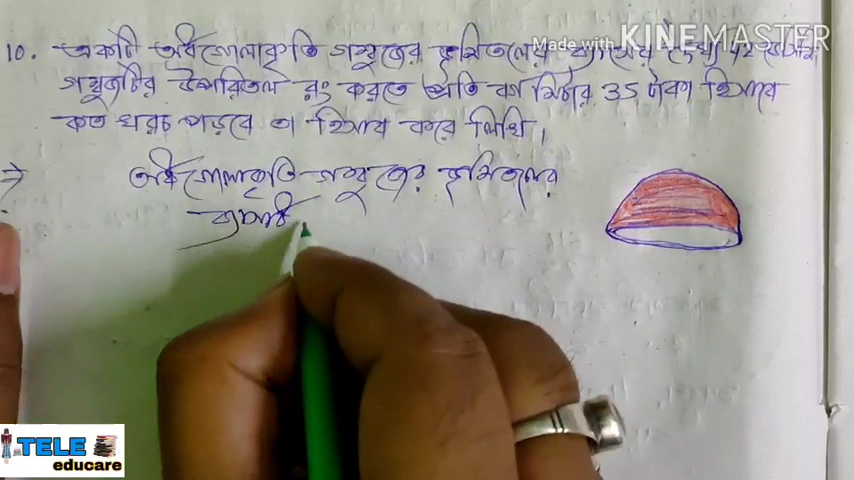 Made with KINEMASTER
10. একটি অর্ধগোলাকৃতি গম্বুজের ভূমিতলের ব্যাসের দৈর্ঘ্য 42 ডেসিমি.
গম্বুজটির উপরিতল রং করতে প্রতি বর্গ মিটার 35 টাকা হিসাবে
কত খরচ পড়বে তা হিসাব করে লিখি।
⇒ অর্ধগোলাকৃতি গম্বুজের ভূমিতলের
ব্যাসার্ধ
TELE
educare